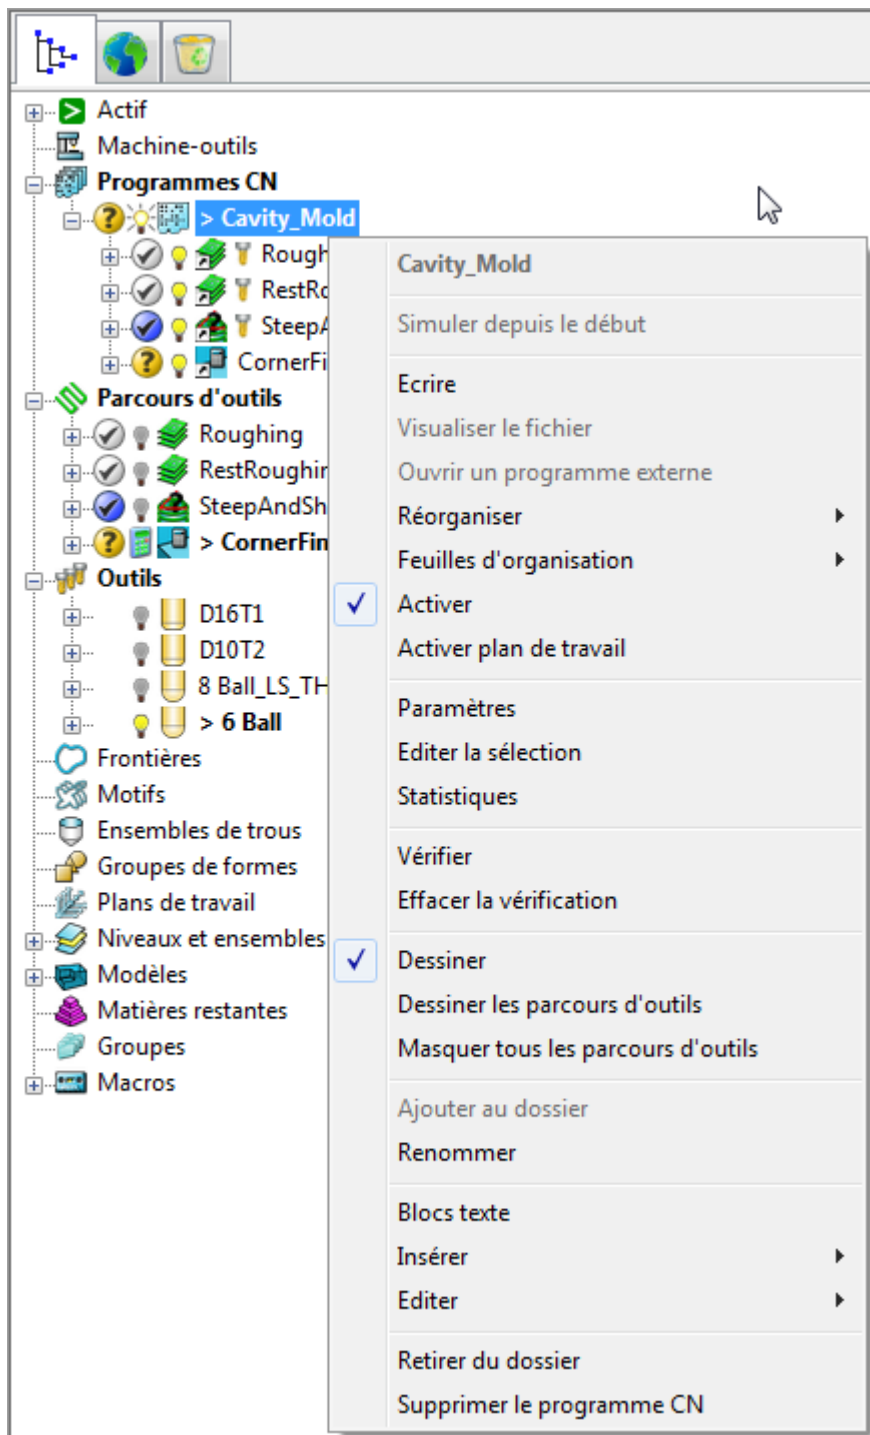 Actif
Machine-outils
Programmes CN
> Cavity_Mold
Rough
RestRo
SteepA
CornerFi
Parcours d'outils
Roughing
RestRoughin
SteepAndSh
> CornerFin
Outils
D16T1
D10T2
8 Ball_LS_TH
> 6 Ball
Frontières
Motifs
Ensembles de trous
Groupes de formes
Plans de travail
Niveaux et ensembles
Modèles
Matières restantes
Groupes
Macros
Cavity_Mold
Simuler depuis le début
Ecrire
Visualiser le fichier
Ouvrir un programme externe
Réorganiser
Feuilles d'organisation
Activer
Activer plan de travail
Paramètres
Editer la sélection
Statistiques
Vérifier
Effacer la vérification
Dessiner
Dessiner les parcours d'outils
Masquer tous les parcours d'outils
Ajouter au dossier
Renommer
Blocs texte
Insérer
Editer
Retirer du dossier
Supprimer le programme CN